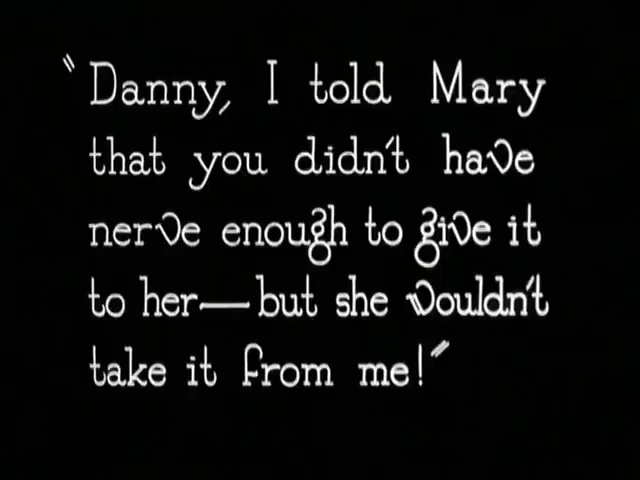 "Danny, I told Mary
that you didn't have
nerve enough to give it
to her—but she wouldn't
take it from me!"